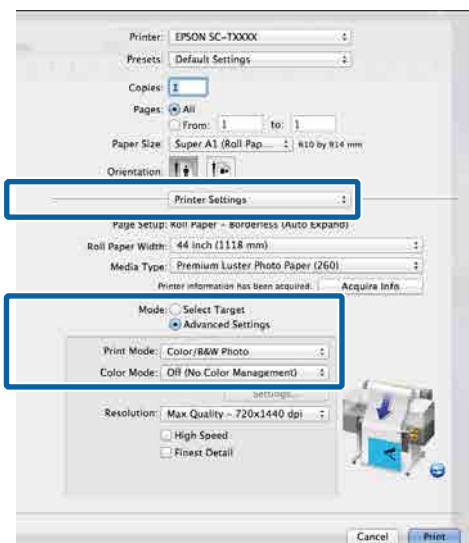 Printer: EPSON SC-TXXXX
Presets: Default Settings
Copies: 1
Pages: All
From: 1 to: 1
Paper Size: Super A1 (Roll Pap... 610 by 914 mm
Orientation:
Printer Settings
Page Setup: Roll Paper - Borderless (Auto Expand)
Roll Paper Width: 44 inch (1118 mm)
Media Type: Premium Luster Photo Paper (260)
Printer information has been acquired. Acquire Info
Mode: Select Target
Advanced Settings
Print Mode: Color/B&W Photo
Color Mode: Off (No Color Management)
Settings...
Resolution: Max Quality - 720x1440 dpi
High Speed
Finest Detail
A
Cancel Print